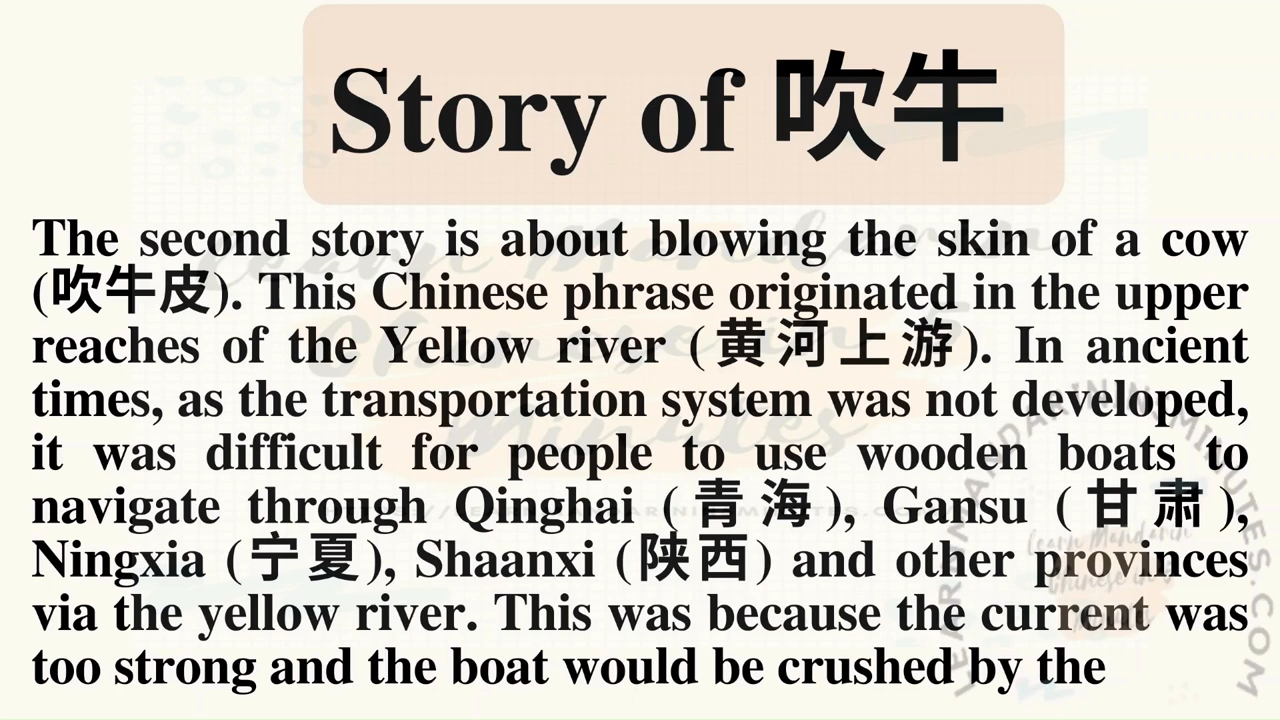 Story of 吹牛
The second story is about blowing the skin of a cow
(吹牛皮). This Chinese phrase originated in the upper
reaches of the Yellow river (黄河上游). In ancient
times, as the transportation system was not developed,
it was difficult for people to use wooden boats to
navigate through Qinghai (青海), Gansu (甘肃),
Ningxia (宁夏), Shaanxi (陕西) and other provinces
via the yellow river. This was because the current was
too strong and the boat would be crushed by the